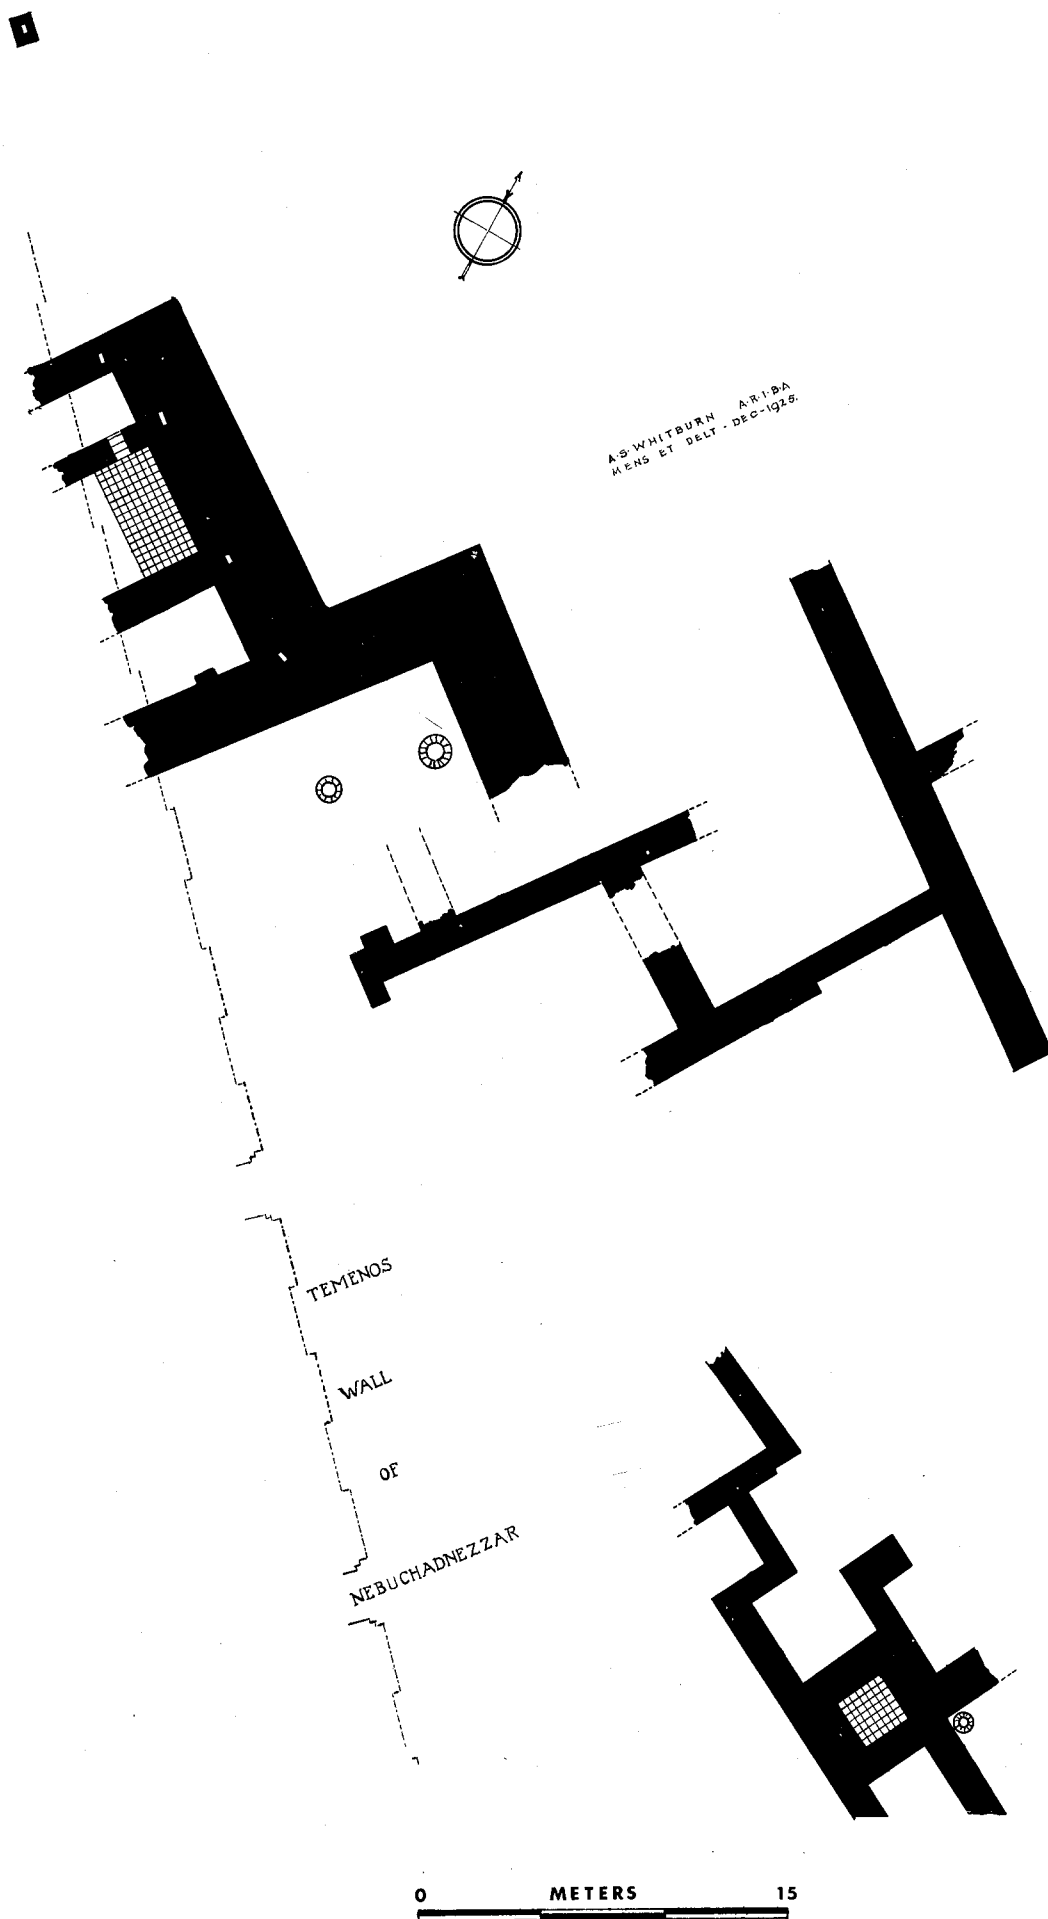 A·S·WHITBURN A·R·I·B·A
MENS ET DELT - DEC-1925.
TEMENOS
WALL
OF
NEBUCHADNEZZAR
0 METERS 15